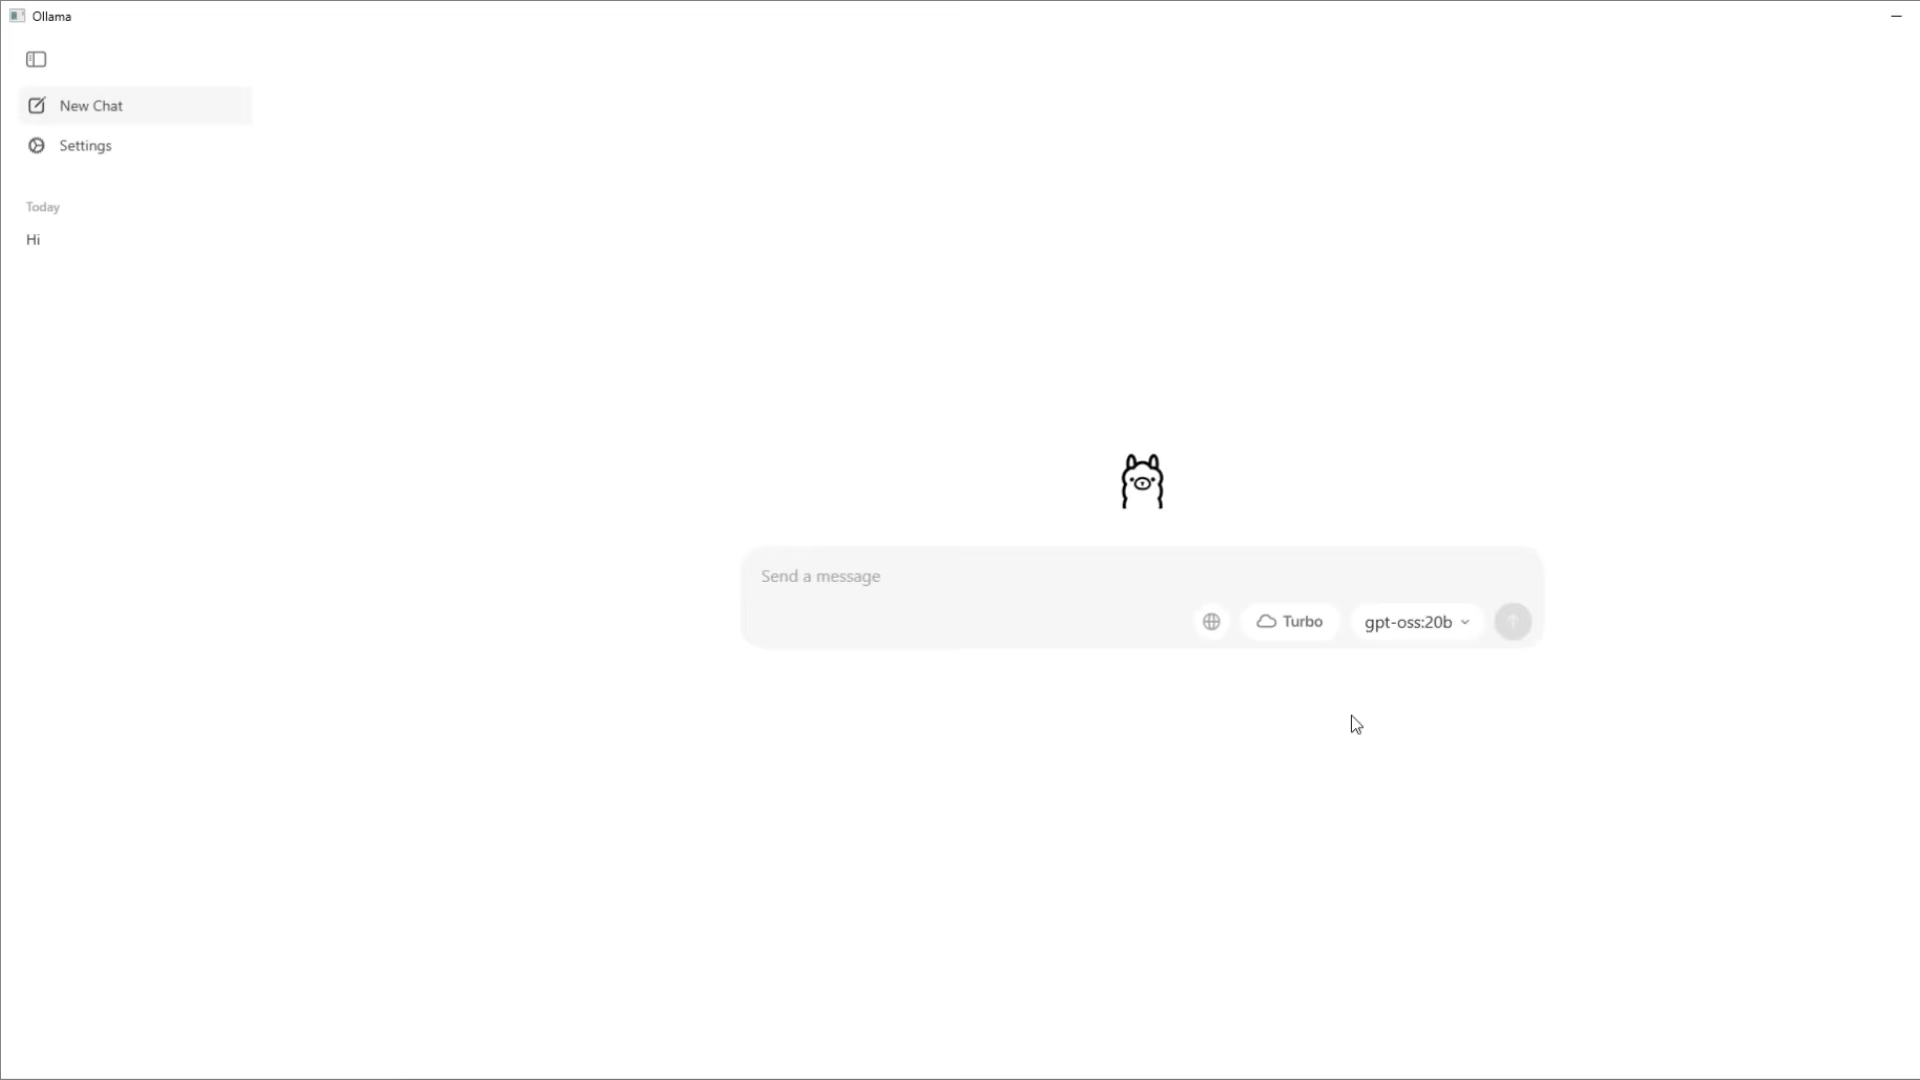 Ollama
New Chat
Settings
Today
Hi
Send a message
Turbo
gpt-oss:20b